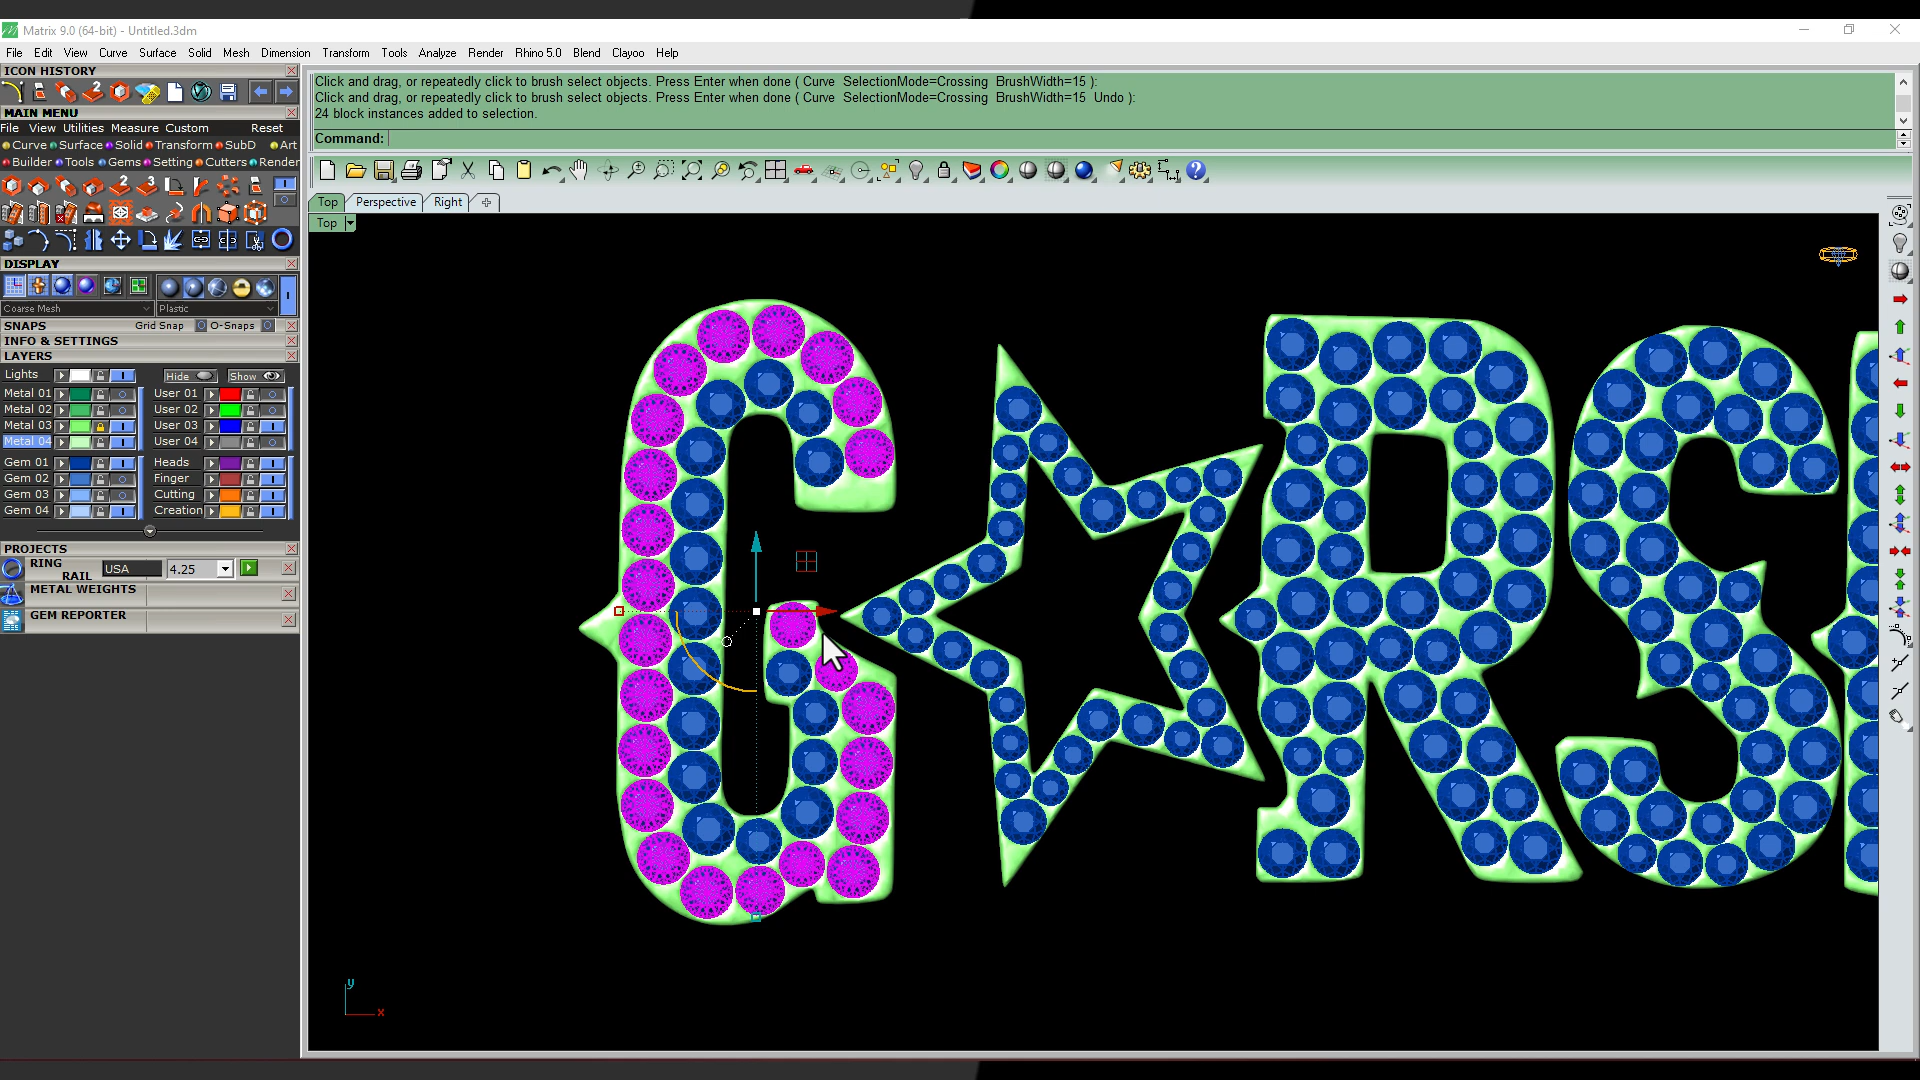 Matrix 9.0 (64-bit) - Untitled.3dm
File Edit View Curve Surface Solid Mesh Dimension Transform Tools Analyze Render Rhino 5.0 Blend Clayoo Help
ICON HISTORY
Click and drag, or repeatedly click to brush select objects. Press Enter when done ( Curve SelectionMode=Crossing BrushWidth=15 ):
Click and drag, or repeatedly click to brush select objects. Press Enter when done ( Curve SelectionMode=Crossing BrushWidth=15 Undo ):
24 block instances added to selection.
Command:
MAIN MENU
File View Utilities Measure Custom Reset
Curve Surface Solid Transform SubD Art
Builder Tools Gems Setting Cutters Render
Top Perspective Right
Top
DISPLAY
Coarse Mesh Plastic
SNAPS Grid Snap O-Snaps
INFO & SETTINGS
LAYERS
Lights Hide Show
Metal 01 User 01
Metal 02 User 02
Metal 03 User 03
Metal 04 User 04
Gem 01 Heads
Gem 02 Finger
Gem 03 Cutting
Gem 04 Creation
PROJECTS
RING RAIL USA 4.25
METAL WEIGHTS
GEM REPORTER
G RS
y
x